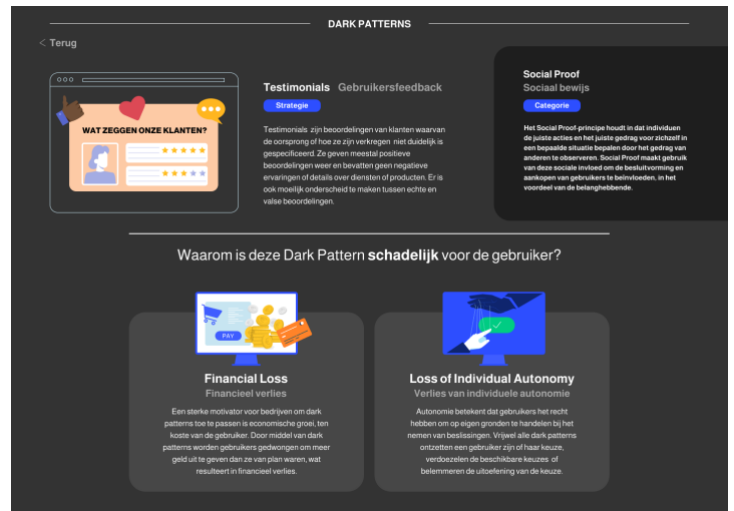 DARK PATTERNS
< Terug
WAT ZEGGEN ONZE KLANTEN?
Testimonials Gebruikersfeedback
Strategie
Testimonials zijn beoordelingen van klanten waarvan
de oorsprong of hoe ze zijn verkregen niet duidelijk is
gespecificeerd. Ze geven meestal positieve
beoordelingen weer en bevatten geen negatieve
ervaringen of details over diensten of producten. Er is
ook moeilijk onderscheid te maken tussen echte en
valse beoordelingen.
Social Proof
Sociaal bewijs
Categorie
Het Social Proof-principe houdt in dat individuen
de juiste acties en het juiste gedrag voor zichzelf in
een bepaalde situatie bepalen door het gedrag van
anderen te observeren. Social Proof maakt gebruik
van deze sociale invloed om de besluitvorming en
aankopen van gebruikers te beïnvloeden, in het
voordeel van de belanghebbende.
Waarom is deze Dark Pattern schadelijk voor de gebruiker?
PAY
Financial Loss
Financieel verlies
Een sterke motivator voor bedrijven om dark
patterns toe te passen is economische groei, ten
koste van de gebruiker. Door middel van dark
patterns worden gebruikers gedwongen om meer
geld uit te geven dan ze van plan waren, wat
resulteert in financieel verlies.
Loss of Individual Autonomy
Verlies van individuele autonomie
Autonomie betekent dat gebruikers het recht
hebben om op eigen gronden te handelen bij het
nemen van beslissingen. Vrijwel alle dark patterns
ontzetten een gebruiker zijn of haar keuze,
verdoezelen de beschikbare keuzes of
belemmeren de uitoefening van de keuze.